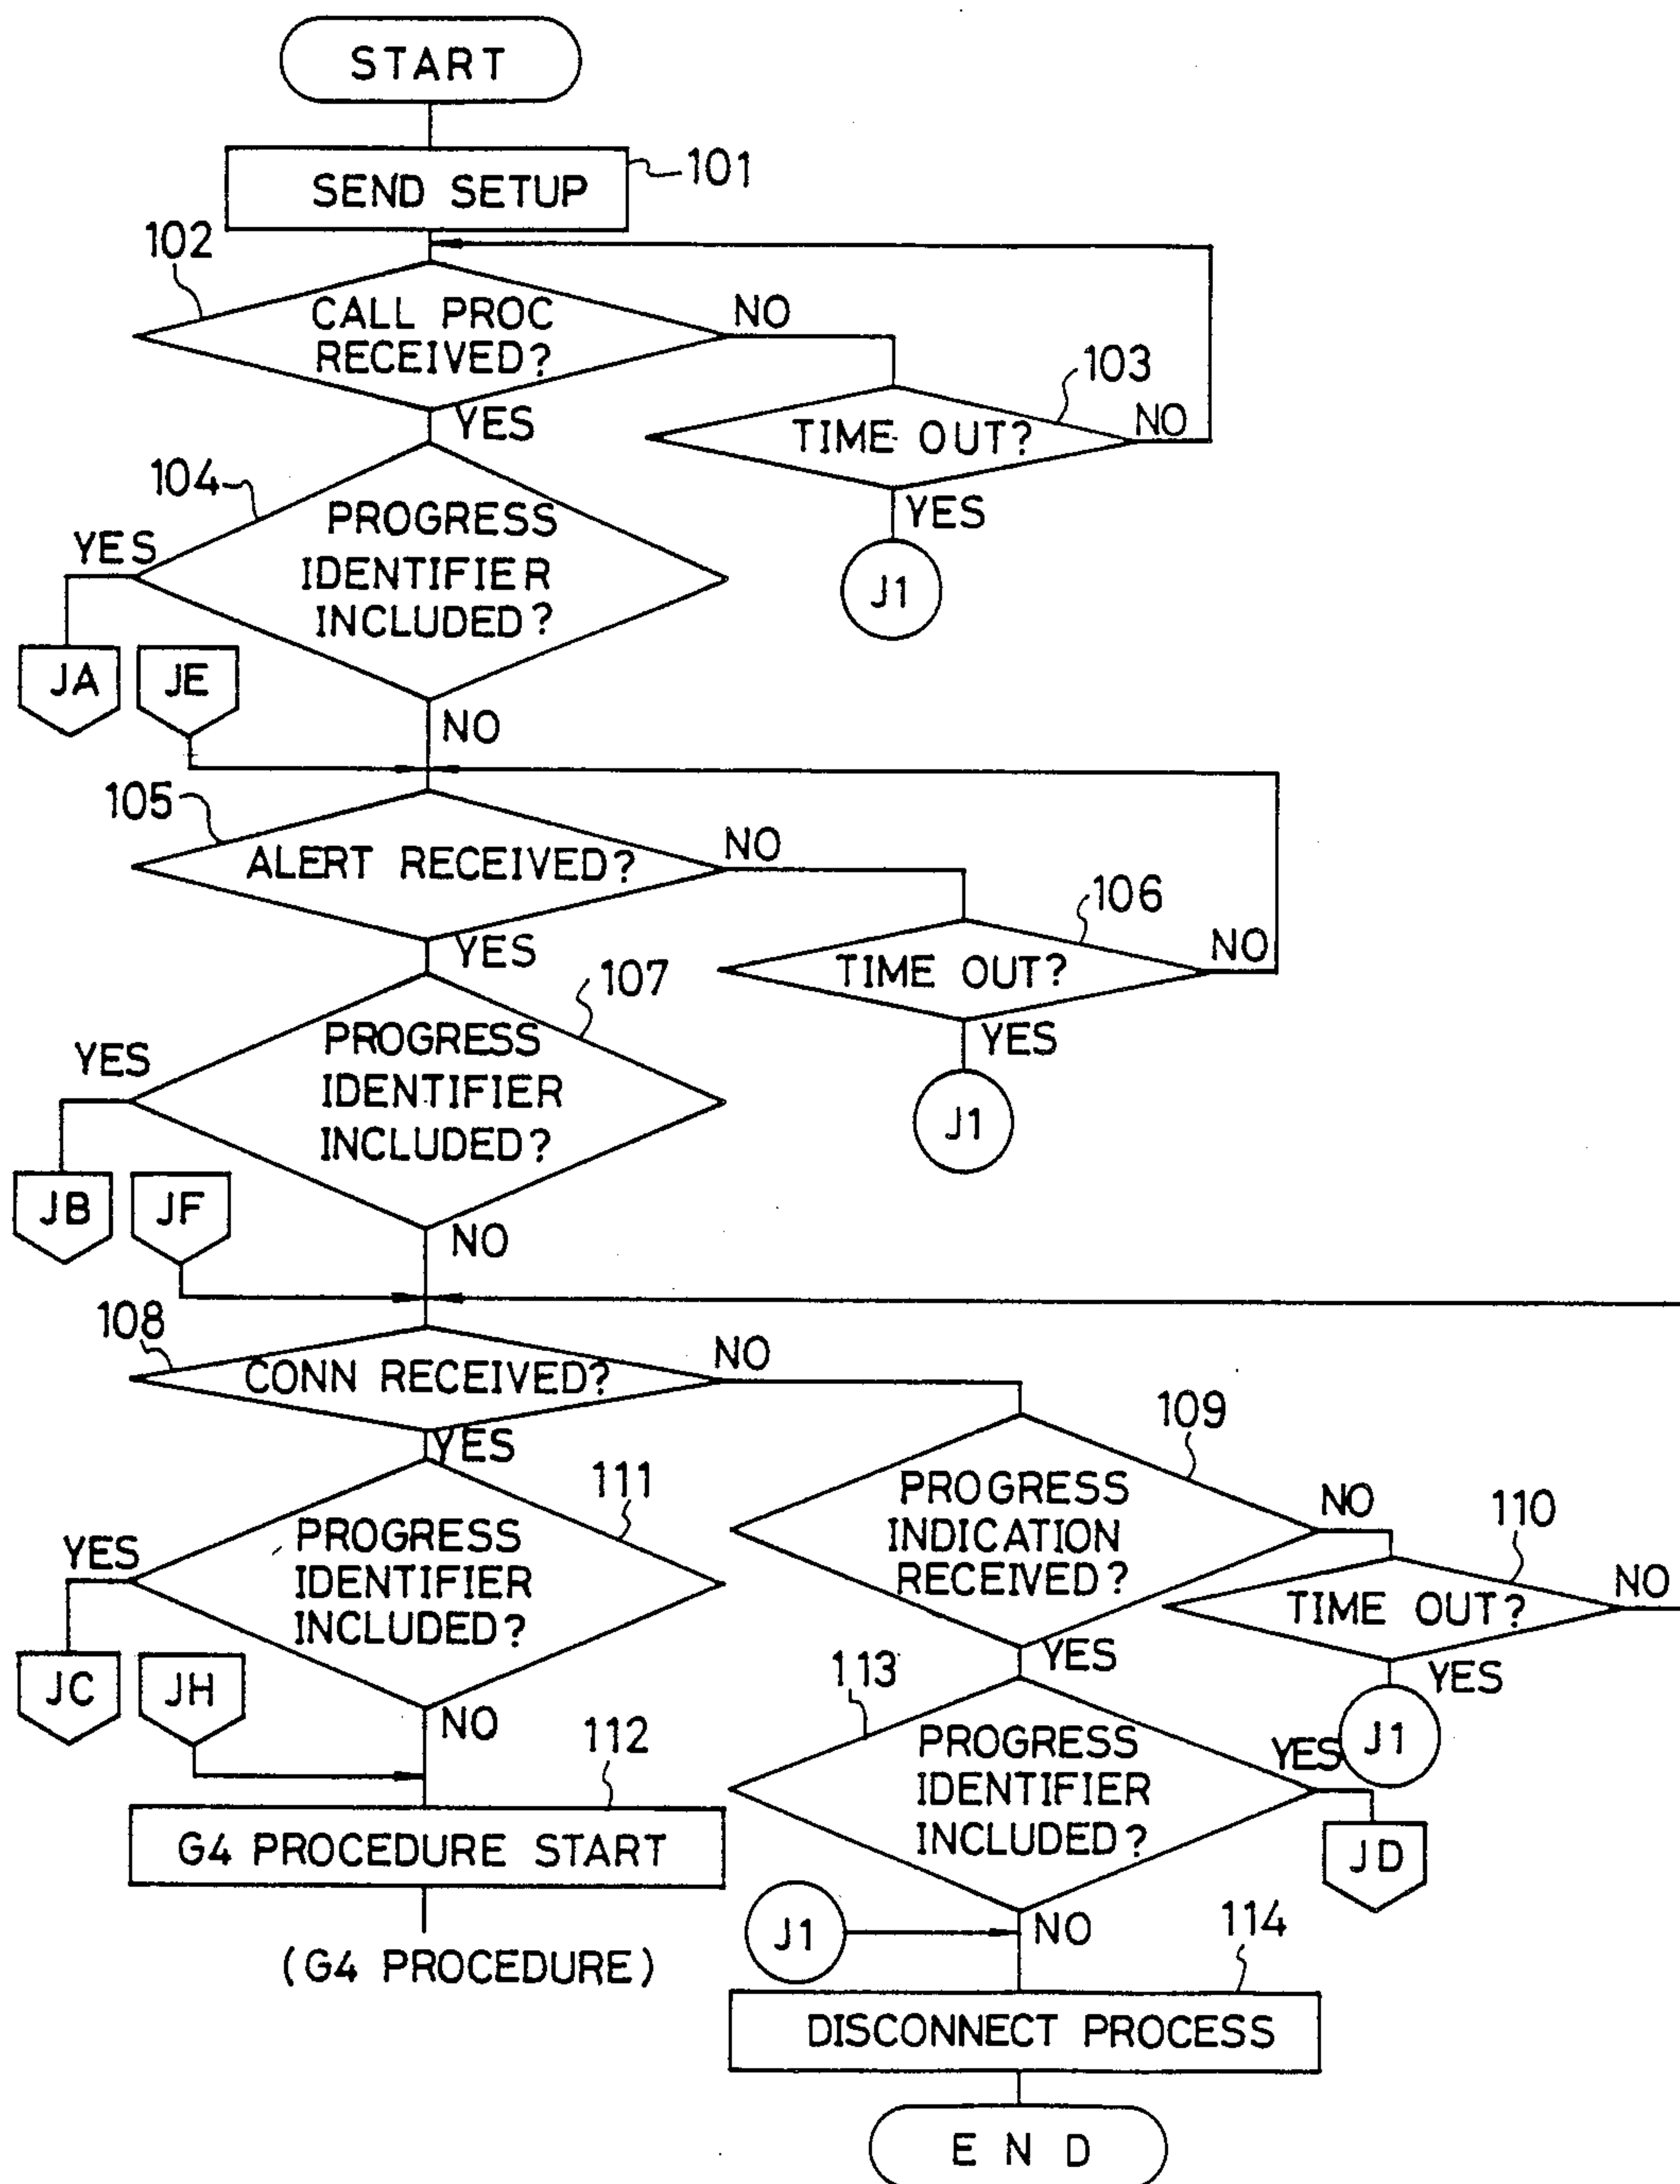 START
101
SEND SETUP
102
CALL PROC
RECEIVED?
NO
103
TIME OUT?
NO
YES
J1
YES
104
PROGRESS
IDENTIFIER
INCLUDED?
YES
JA
JE
NO
105
ALERT RECEIVED?
NO
106
TIME OUT?
NO
YES
J1
YES
107
PROGRESS
IDENTIFIER
INCLUDED?
YES
JB
JF
NO
108
CONN RECEIVED?
NO
YES
109
PROGRESS
INDICATION
RECEIVED?
NO
110
TIME OUT?
NO
YES
J1
111
PROGRESS
IDENTIFIER
INCLUDED?
YES
JC
JH
NO
112
G4 PROCEDURE START
(G4 PROCEDURE)
YES
113
PROGRESS
IDENTIFIER
INCLUDED?
YES
JD
NO
J1
114
DISCONNECT PROCESS
END